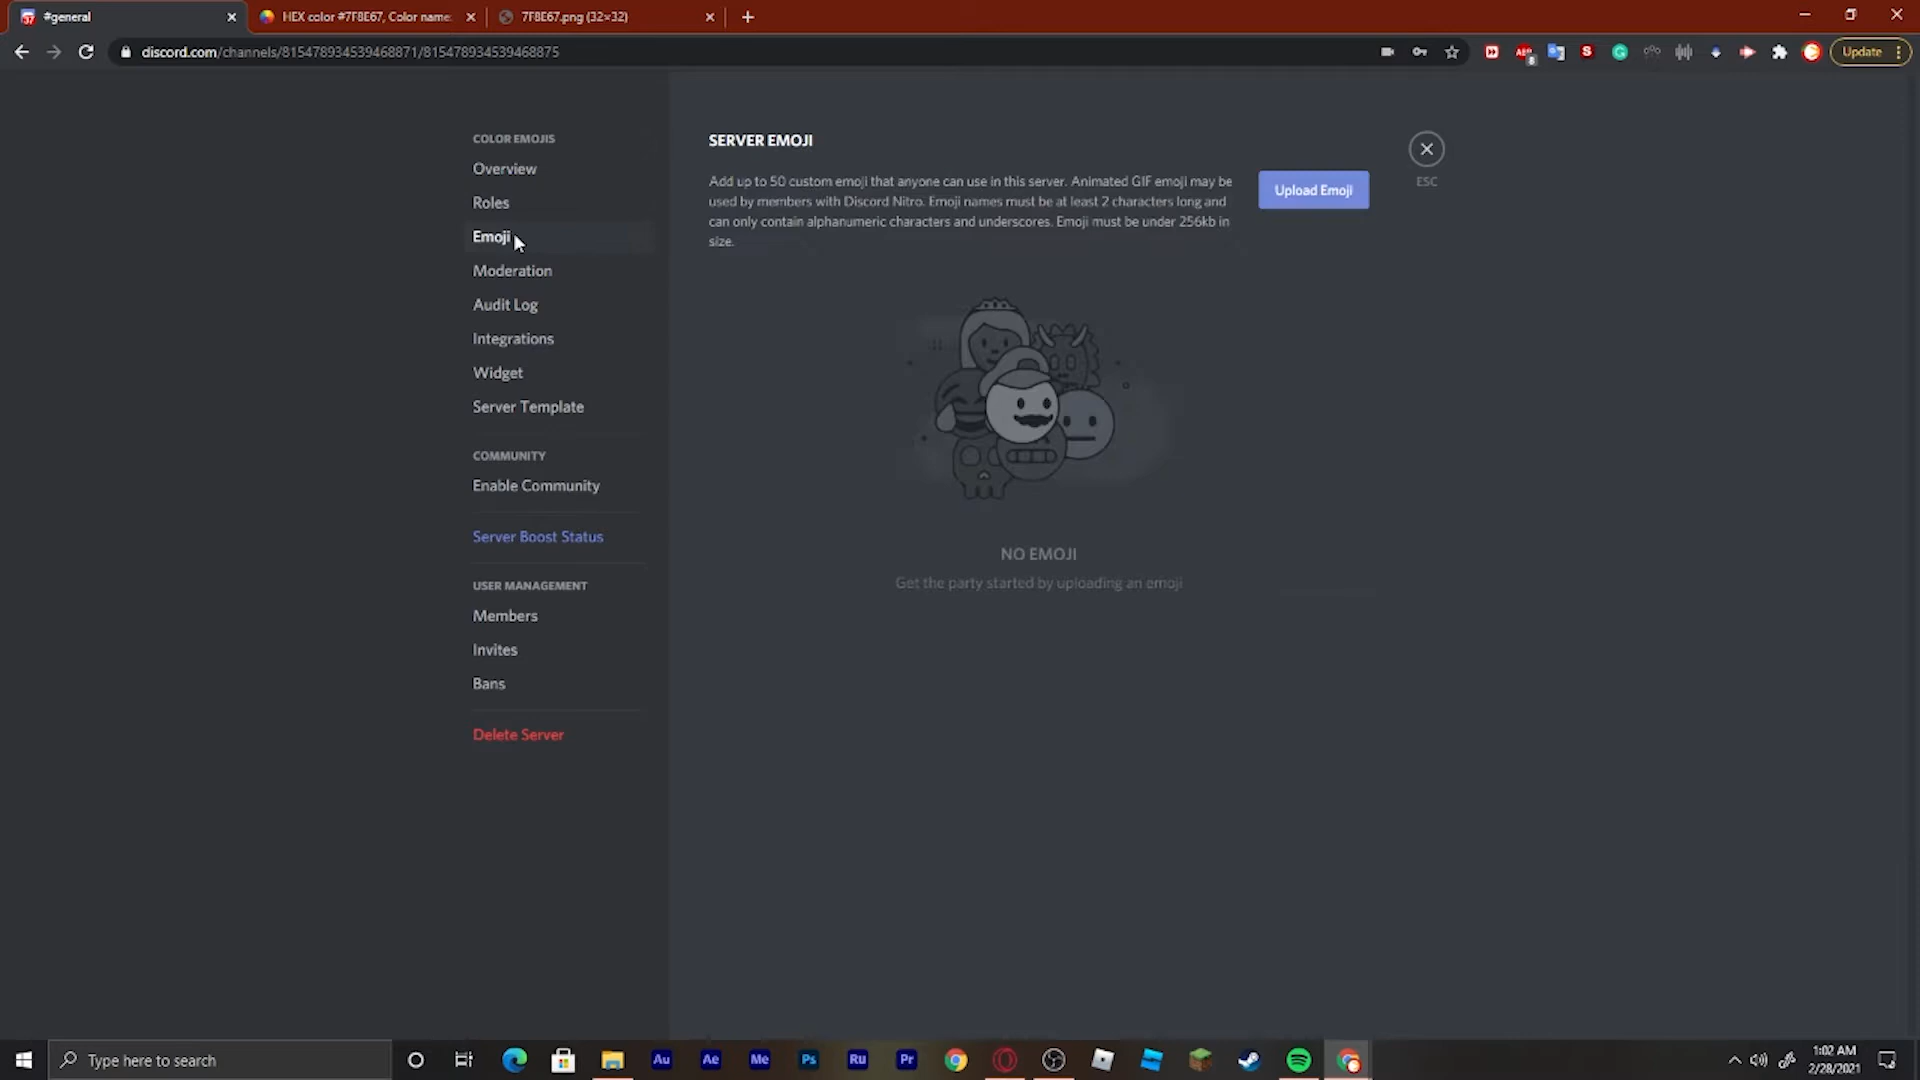 #general
HEX color #7F8E67, Color name:
7F8E67.png (32×32)
discord.com/channels/815478934539468871/815478934539468875
Update
COLOR EMOJIS
Overview
Roles
Emoji
Moderation
Audit Log
Integrations
Widget
Server Template
COMMUNITY
Enable Community
Server Boost Status
USER MANAGEMENT
Members
Invites
Bans
Delete Server
SERVER EMOJI
Add up to 50 custom emoji that anyone can use in this server. Animated GIF emoji may be
used by members with Discord Nitro. Emoji names must be at least 2 characters long and
can only contain alphanumeric characters and underscores. Emoji must be under 256kb in
size.
Upload Emoji
ESC
NO EMOJI
Get the party started by uploading an emoji
Type here to search
Au
Ae
Me
Ps
Ru
Pr
1:02 AM
2/28/2021